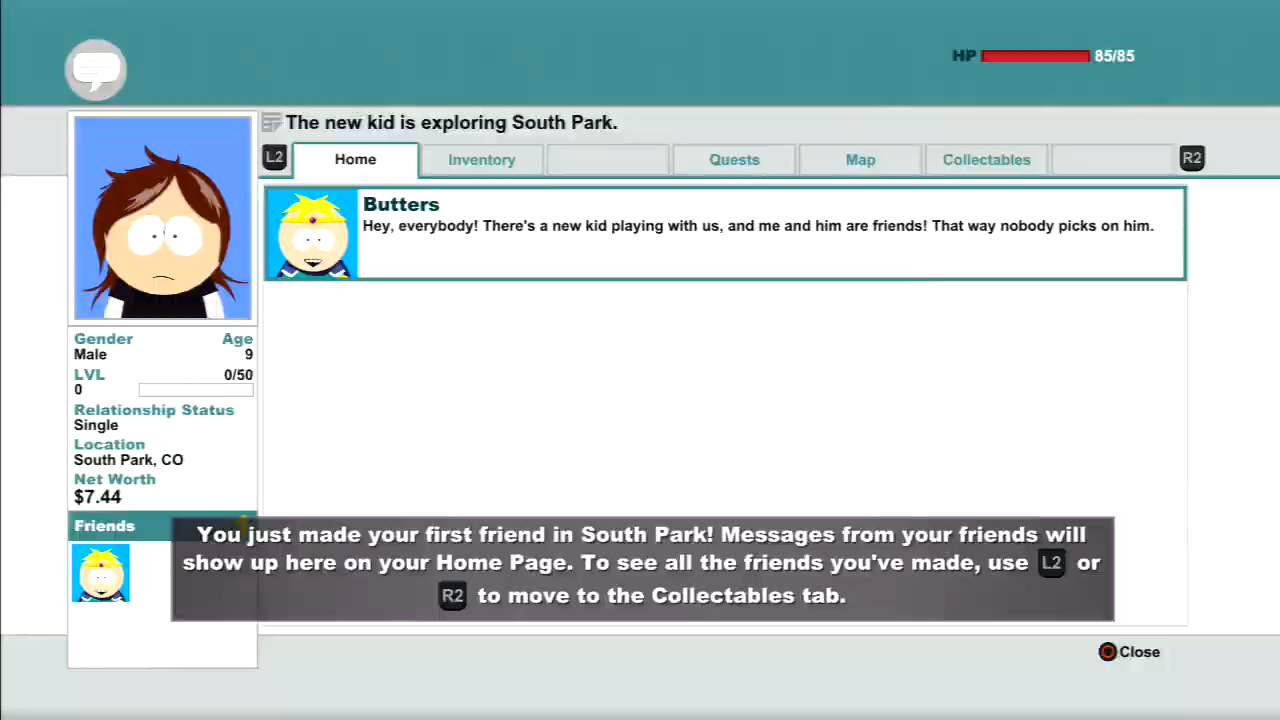 HP 85/85
The new kid is exploring South Park.
L2 Home Inventory Quests Map Collectables R2
Butters
Hey, everybody! There's a new kid playing with us, and me and him are friends! That way nobody picks on him.
Gender Age
Male 9
LVL 0/50
0
Relationship Status
Single
Location
South Park, CO
Net Worth
$7.44
Friends
You just made your first friend in South Park! Messages from your friends will
show up here on your Home Page. To see all the friends you've made, use L2 or
R2 to move to the Collectables tab.
Close